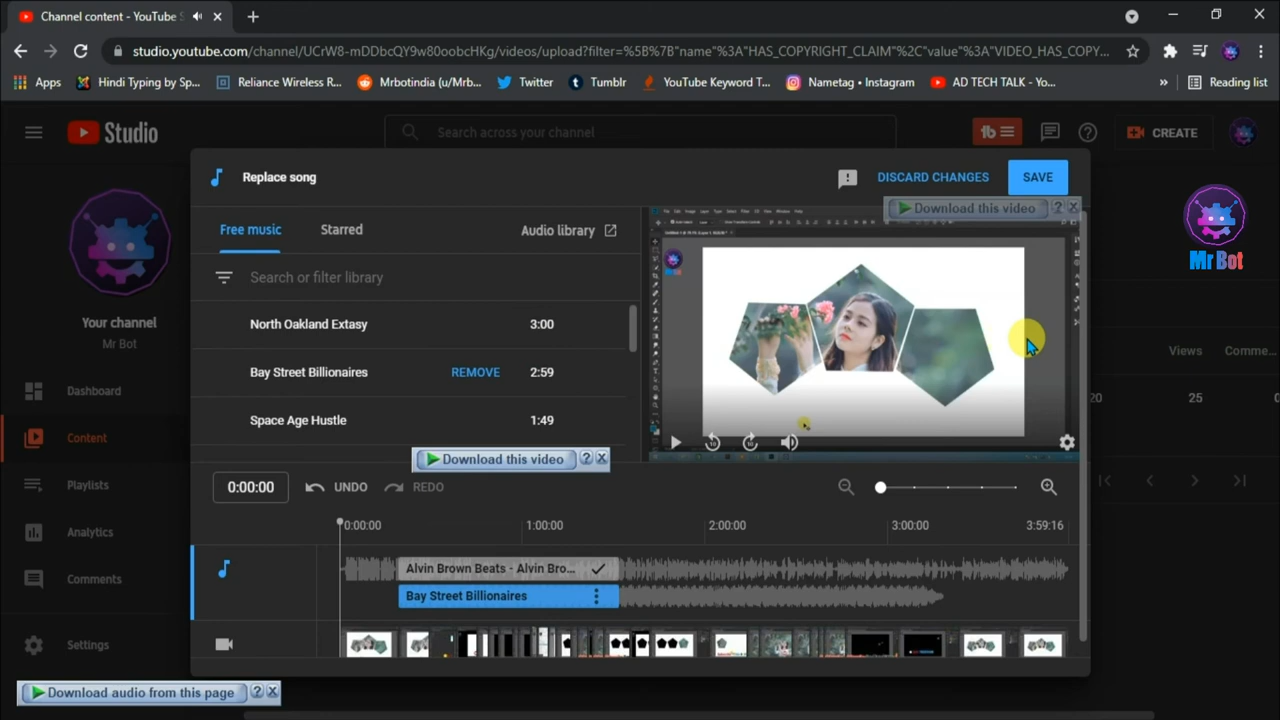 Channel content - YouTube S
studio.youtube.com/channel/UCrW8-mDDbcQY9w80oobcHKg/videos/upload?filter=%5B%7B"name"%3A"HAS_COPYRIGHT_CLAIM"%2C"value"%3A"VIDEO_HAS_COPY...
Apps
Hindi Typing by Sp...
Reliance Wireless R...
Mrbotindia (u/Mrb...
Twitter
Tumblr
YouTube Keyword T...
Nametag • Instagram
AD TECH TALK - Yo...
»
Reading list
Studio
Search across your channel
tb
CREATE
Replace song
DISCARD CHANGES
SAVE
Download this video
Free music
Starred
Audio library
Mr Bot
Search or filter library
North Oakland Extasy
3:00
Bay Street Billionaires
REMOVE
2:59
Space Age Hustle
1:49
Download this video
Your channel
Mr Bot
Dashboard
Content
Playlists
Analytics
Comments
Settings
Views
Comme...
20
25
0:00:00
UNDO
REDO
0:00:00
1:00:00
2:00:00
3:00:00
3:59:16
Alvin Brown Beats - Alvin Bro...
Bay Street Billionaires
Download audio from this page